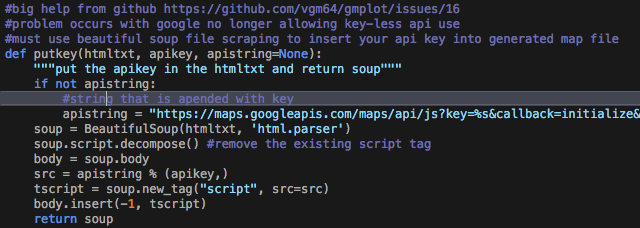 #big help from github https://github.com/vgm64/gmplot/issues/16
#problem occurs with google no longer allowing key-less api use
#must use beautiful soup file scraping to insert your api key into generated map file
def putkey(htmltxt, apikey, apistring=None):
    """put the apikey in the htmltxt and return soup"""
    if not apistring:
        #string that is apended with key
        apistring = "https://maps.googleapis.com/maps/api/js?key=%s&callback=initialize&
    soup = BeautifulSoup(htmltxt, 'html.parser')
    soup.script.decompose() #remove the existing script tag
    body = soup.body
    src = apistring % (apikey,)
    tscript = soup.new_tag("script", src=src)
    body.insert(-1, tscript)
    return soup